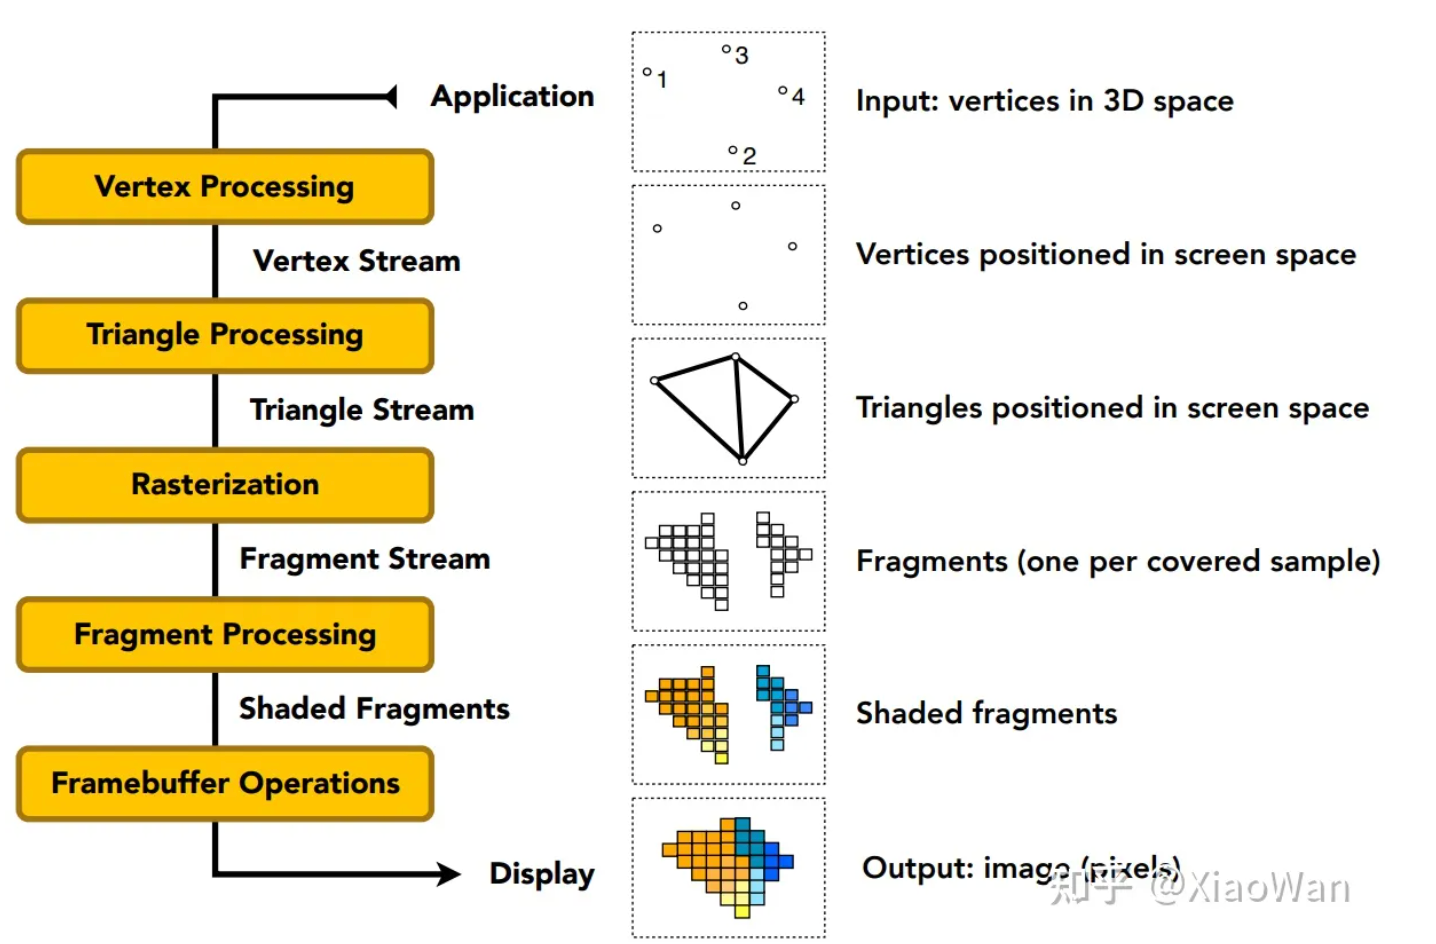 Application
3
1
4
2
Input: vertices in 3D space
Vertex Processing
Vertex Stream
Vertices positioned in screen space
Triangle Processing
Triangle Stream
Triangles positioned in screen space
Rasterization
Fragment Stream
Fragments (one per covered sample)
Fragment Processing
Shaded Fragments
Shaded fragments
Framebuffer Operations
Display
Output: image (pixels)
知乎 @XiaoWan